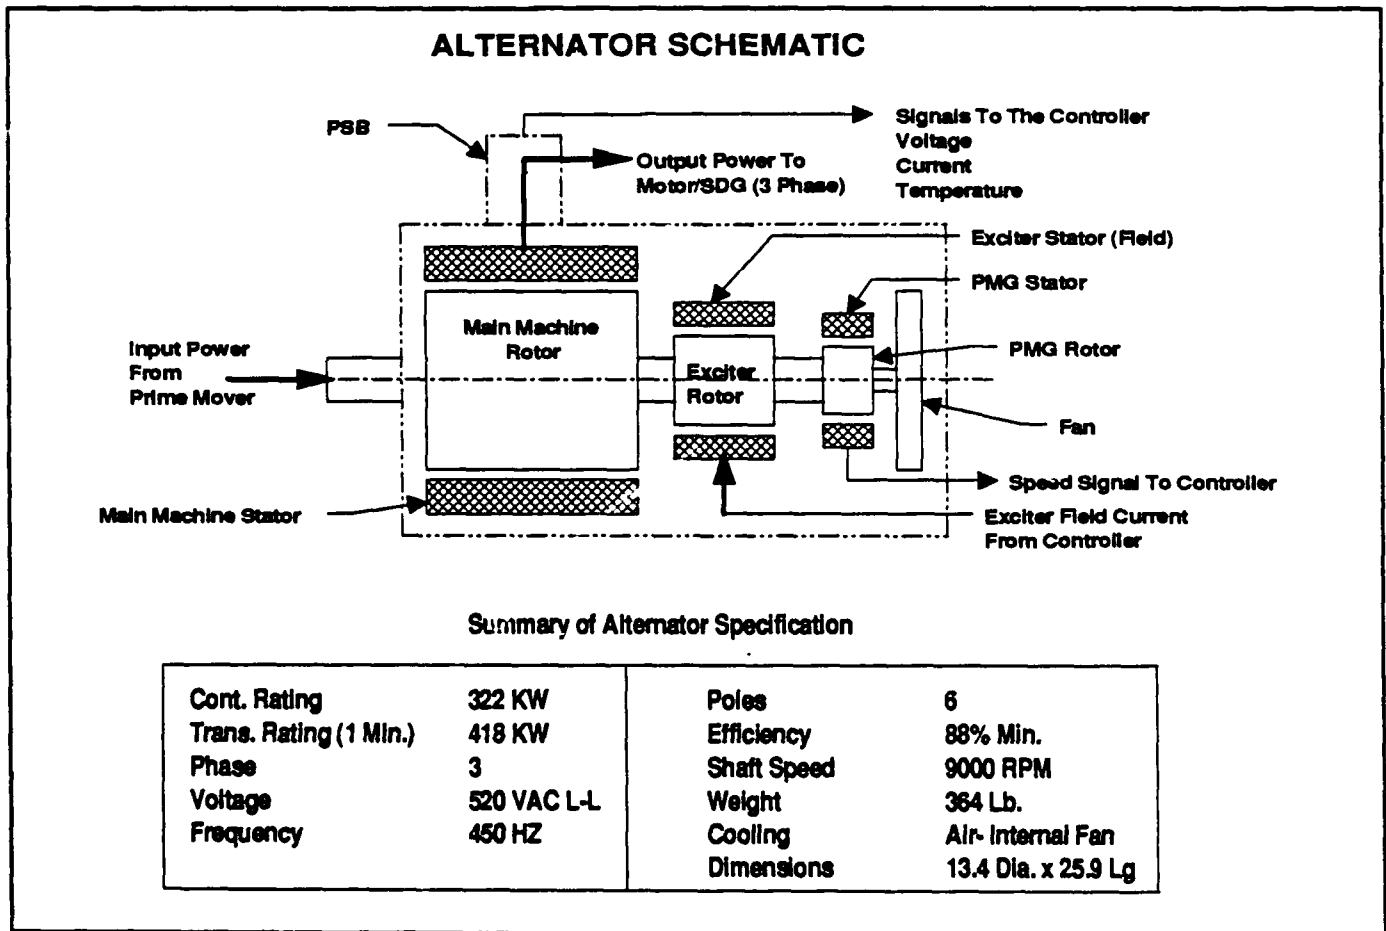 ALTERNATOR SCHEMATIC
PSB
Signals To The Controller
Voltage
Current
Temperature
Output Power To
Motor/SDG (3 Phase)
Exciter Stator (Field)
PMG Stator
Main Machine
Rotor
Input Power
From
Prime Mover
PMG Rotor
Exciter
Rotor
Fan
Speed Signal To Controller
Main Machine Stator
Exciter Field Current
From Controller
Summary of Alternator Specification
Cont. Rating 322 KW
Trans. Rating (1 Min.) 418 KW
Phase 3
Voltage 520 VAC L-L
Frequency 450 HZ
Poles 6
Efficiency 88% Min.
Shaft Speed 9000 RPM
Weight 364 Lb.
Cooling Air- Internal Fan
Dimensions 13.4 Dia. x 25.9 Lg